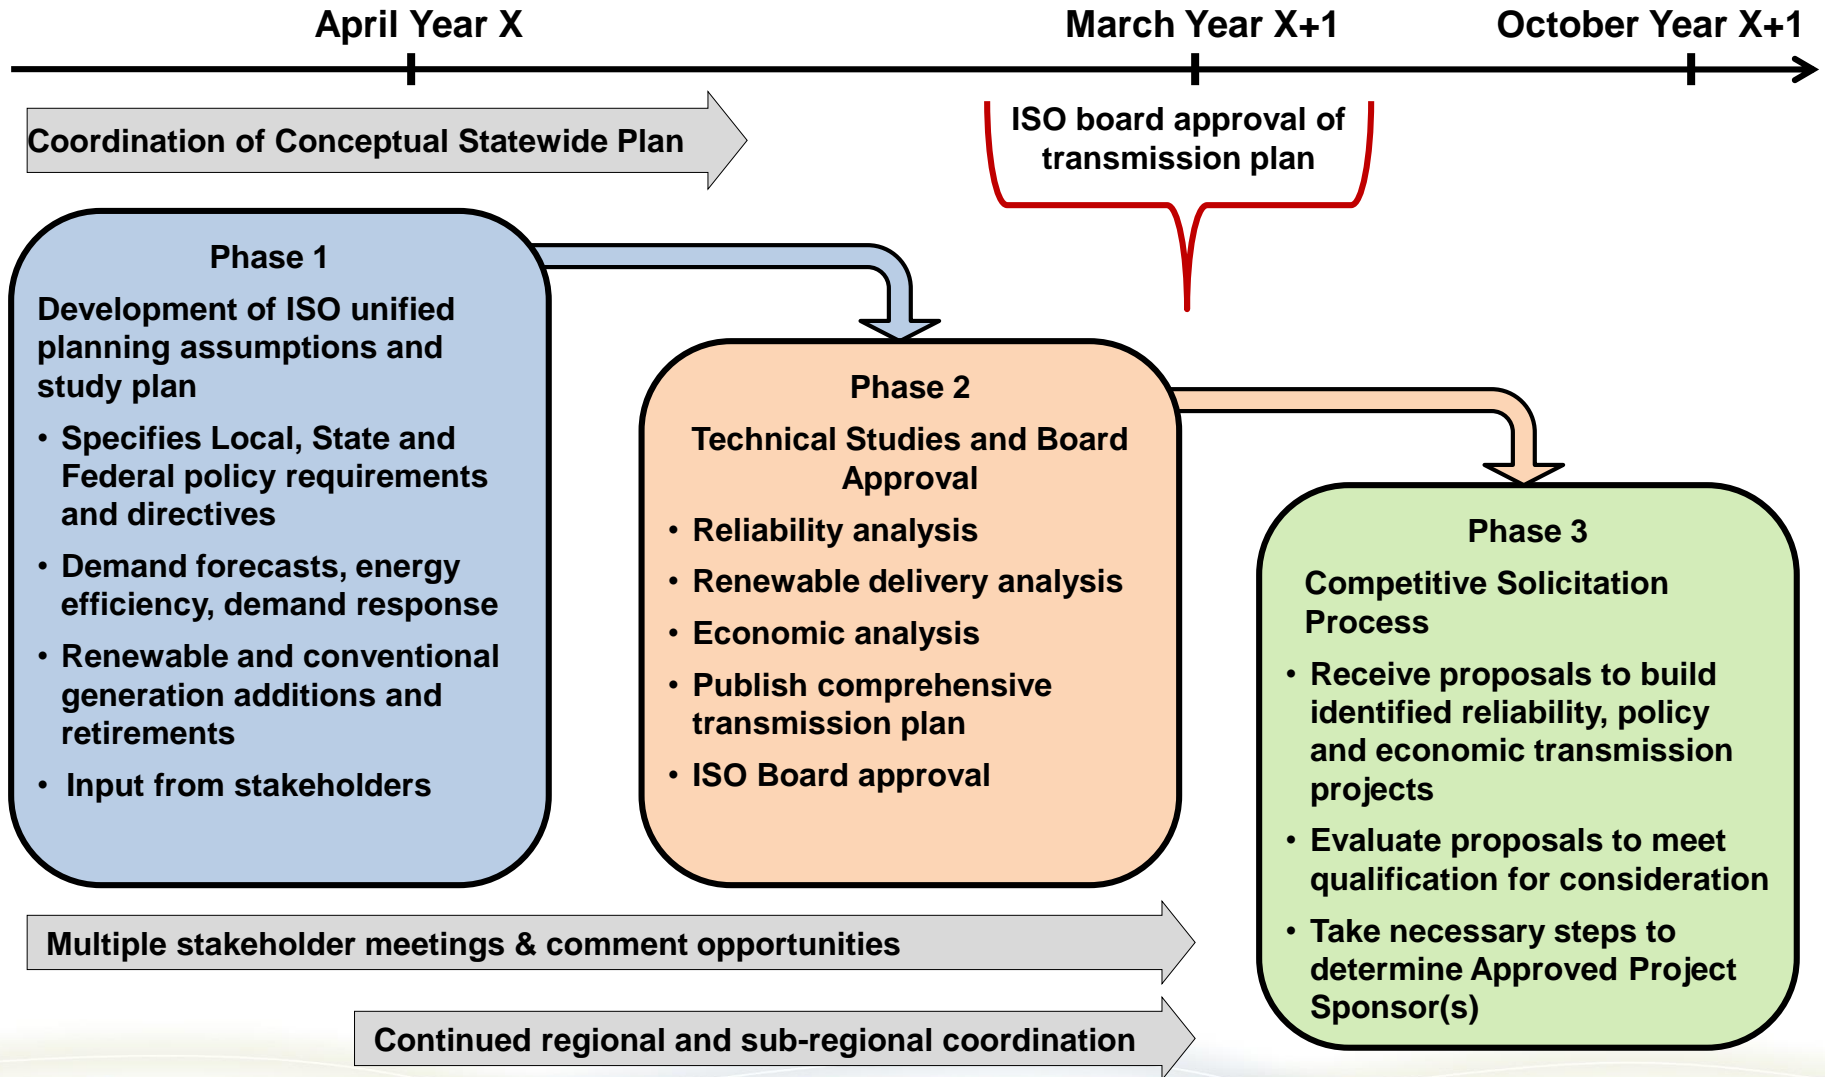 April Year X
March Year X+1
October Year X+1
Coordination of Conceptual Statewide Plan
ISO board approval of
transmission plan
Phase 1
Development of ISO unified
planning assumptions and
study plan
• Specifies Local, State and
Federal policy requirements
and directives
• Demand forecasts, energy
efficiency, demand response
• Renewable and conventional
generation additions and
retirements
• Input from stakeholders
Phase 2
Technical Studies and Board
Approval
• Reliability analysis
• Renewable delivery analysis
• Economic analysis
• Publish comprehensive
transmission plan
• ISO Board approval
Phase 3
Competitive Solicitation
Process
• Receive proposals to build
identified reliability, policy
and economic transmission
projects
• Evaluate proposals to meet
qualification for consideration
• Take necessary steps to
determine Approved Project
Sponsor(s)
Multiple stakeholder meetings & comment opportunities
Continued regional and sub-regional coordination